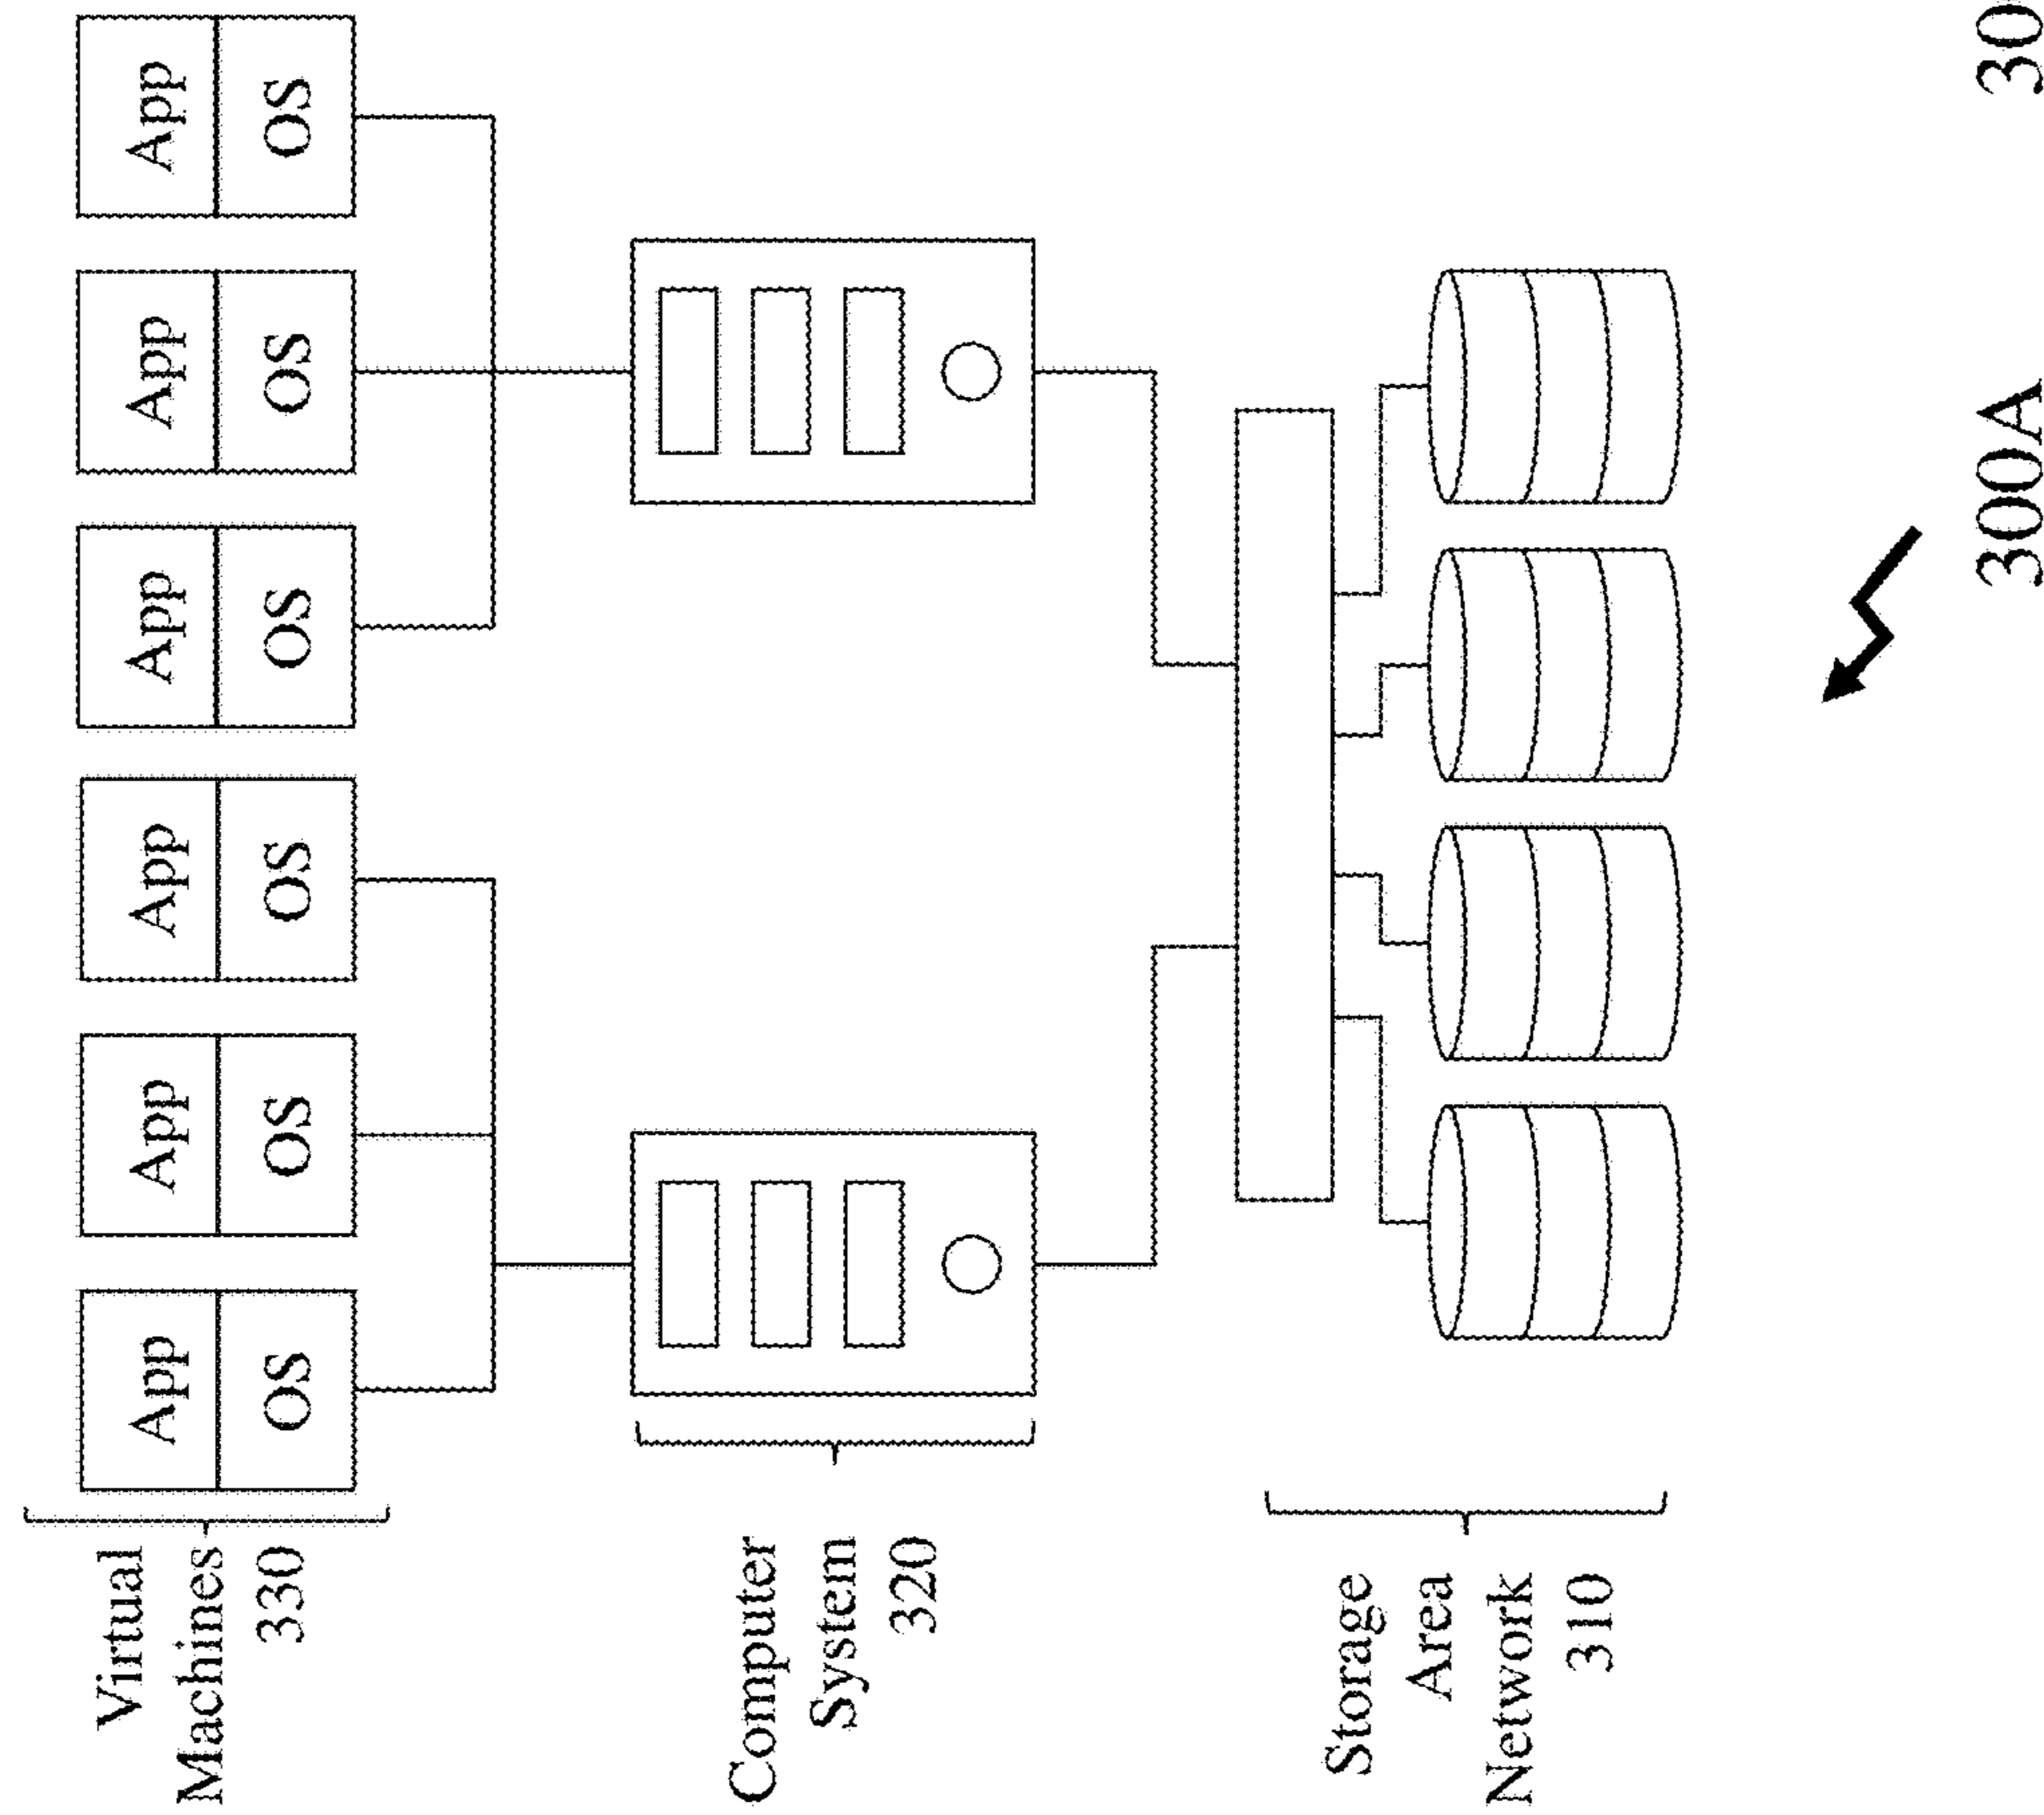 Virtual
Machines
330
App
OS
App
OS
App
OS
App
OS
App
OS
App
OS
Computer
System
320
Storage
Area
Network
310
300A
30